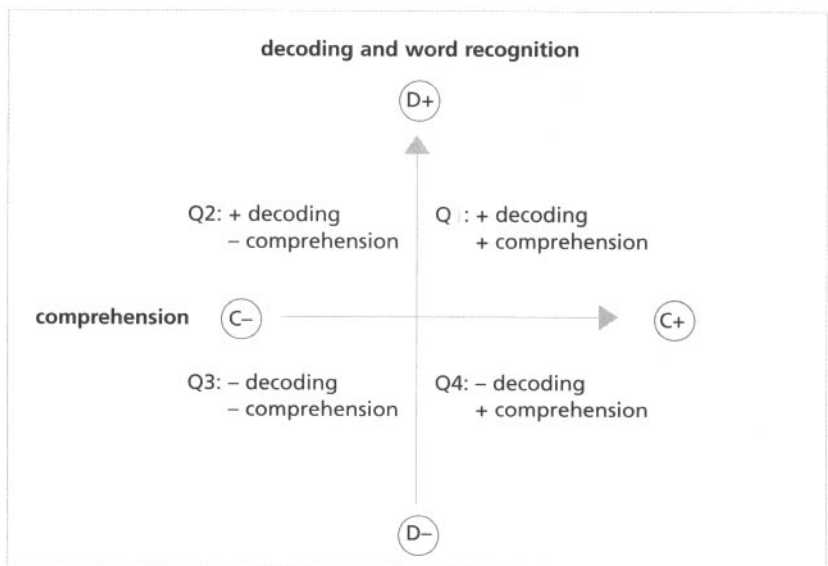 decoding and word recognition
D+
Q2: + decoding
– comprehension
Q : + decoding
+ comprehension
comprehension
C–
C+
Q3: – decoding
– comprehension
Q4: – decoding
+ comprehension
D–